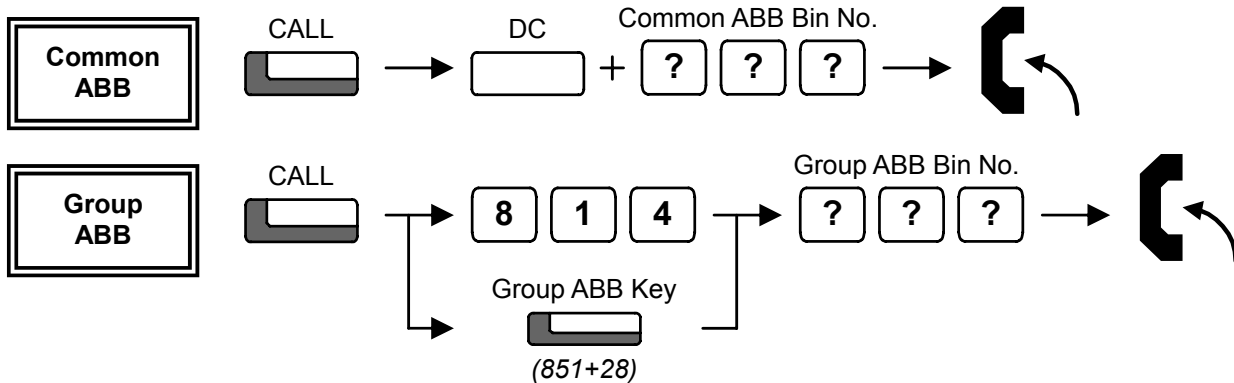 Common
ABB
CALL
DC
+
Common ABB Bin No.
? ? ?
Group
ABB
CALL
8 1 4
Group ABB Key
(851+28)
Group ABB Bin No.
? ? ?